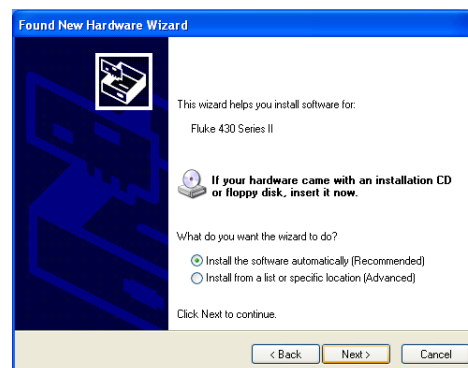 Found New Hardware Wizard
This wizard helps you install software for:
Fluke 430 Series II
If your hardware came with an installation CD
or floppy disk, insert it now.
What do you want the wizard to do?
Install the software automatically (Recommended)
Install from a list or specific location (Advanced)
Click Next to continue.
< Back Next > Cancel